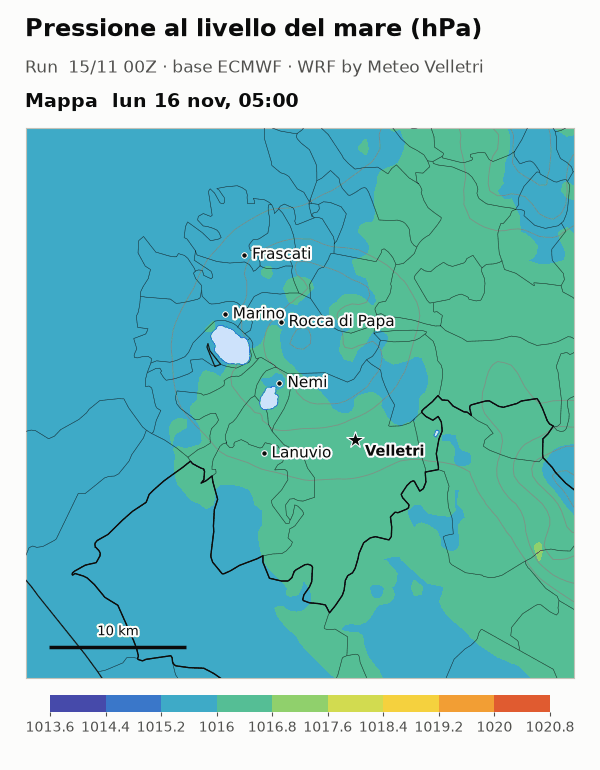 Pressione al livello del mare (hPa)
Run  15/11 00Z · base ECMWF · WRF by Meteo Velletri
Mappa  lun 16 nov, 05:00
Frascati
Marino
Rocca di Papa
Nemi
Velletri
Lanuvio
10 km
1013.6 1014.4 1015.2 1016 1016.8 1017.6 1018.4 1019.2 1020 1020.8